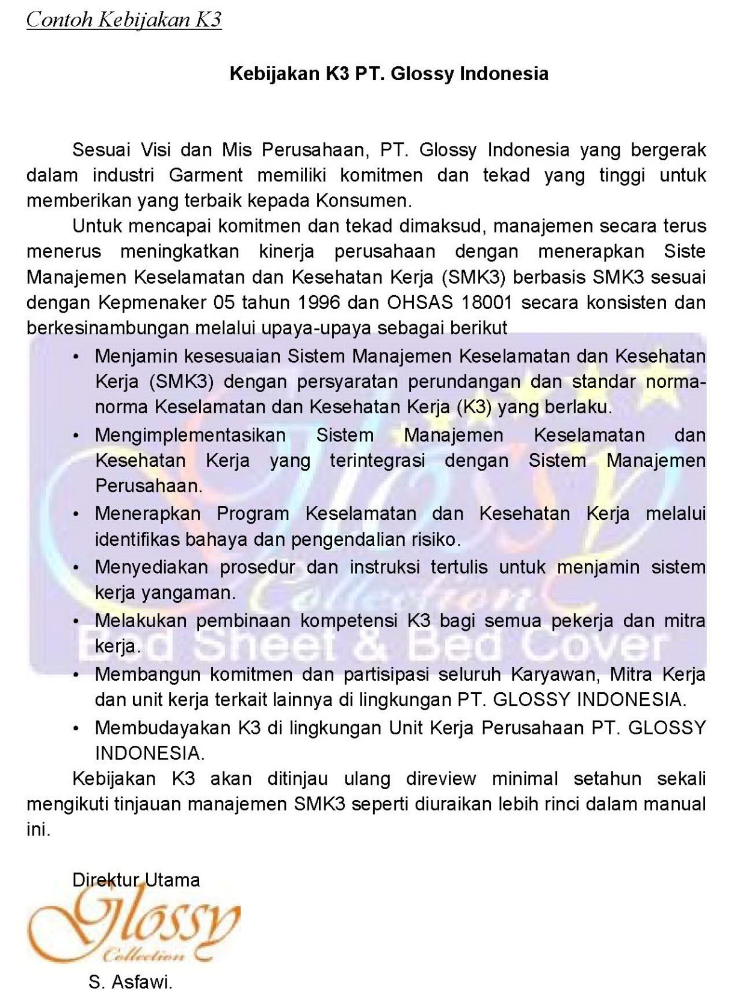 Contoh Kebijakan K3
Kebijakan K3 PT. Glossy Indonesia
Sesuai Visi dan Mis Perusahaan, PT. Glossy Indonesia yang bergerak
dalam industri Garment memiliki komitmen dan tekad yang tinggi untuk
memberikan yang terbaik kepada Konsumen.
Untuk mencapai komitmen dan tekad dimaksud, manajemen secara terus
menerus meningkatkan kinerja perusahaan dengan menerapkan Siste
Manajemen Keselamatan dan Kesehatan Kerja (SMK3) berbasis SMK3 sesuai
dengan Kepmenaker 05 tahun 1996 dan OHSAS 18001 secara konsisten dan
berkesinambungan melalui upaya-upaya sebagai berikut
• Menjamin kesesuaian Sistem Manajemen Keselamatan dan Kesehatan
Kerja (SMK3) dengan persyaratan perundangan dan standar norma-
norma Keselamatan dan Kesehatan Kerja (K3) yang berlaku.
• Mengimplementasikan Sistem Manajemen Keselamatan dan
Kesehatan Kerja yang terintegrasi dengan Sistem Manajemen
Perusahaan.
• Menerapkan Program Keselamatan dan Kesehatan Kerja melalui
identifikas bahaya dan pengendalian risiko.
• Menyediakan prosedur dan instruksi tertulis untuk menjamin sistem
kerja yangaman.
• Melakukan pembinaan kompetensi K3 bagi semua pekerja dan mitra
kerja.
• Membangun komitmen dan partisipasi seluruh Karyawan, Mitra Kerja
dan unit kerja terkait lainnya di lingkungan PT. GLOSSY INDONESIA.
• Membudayakan K3 di lingkungan Unit Kerja Perusahaan PT. GLOSSY
INDONESIA.
Kebijakan K3 akan ditinjau ulang direview minimal setahun sekali
mengikuti tinjauan manajemen SMK3 seperti diuraikan lebih rinci dalam manual
ini.
Direktur Utama
Glossy
Collection
S. Asfawi.
Glossy
Collection
Bed Sheet & Bed Cover